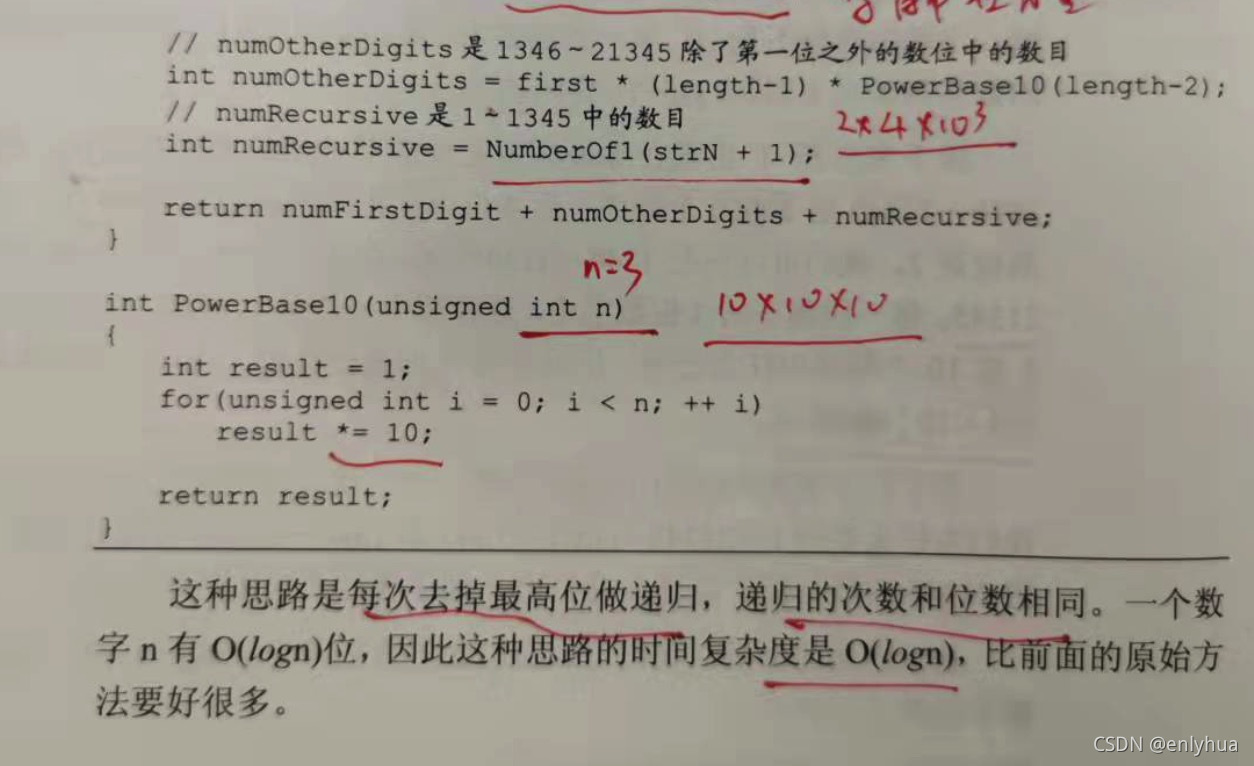 // numOtherDigits 是 1346~21345 除了第一位之外的数位中的数目
int numOtherDigits = first * (length-1) * PowerBase10(length-2);
// numRecursive 是 1~1345 中的数目
2×4×10³
int numRecursive = NumberOf1(strN + 1);
return numFirstDigit + numOtherDigits + numRecursive;
}
n=3
int PowerBase10(unsigned int n)
10×10×10
{
int result = 1;
for(unsigned int i = 0; i < n; ++ i)
result *= 10;
return result;
}
这种思路是每次去掉最高位做递归，递归的次数和位数相同。一个数
字 n 有 O(logn)位，因此这种思路的时间复杂度是 O(logn)，比前面的原始方
法要好很多。
CSDN @enlyhua